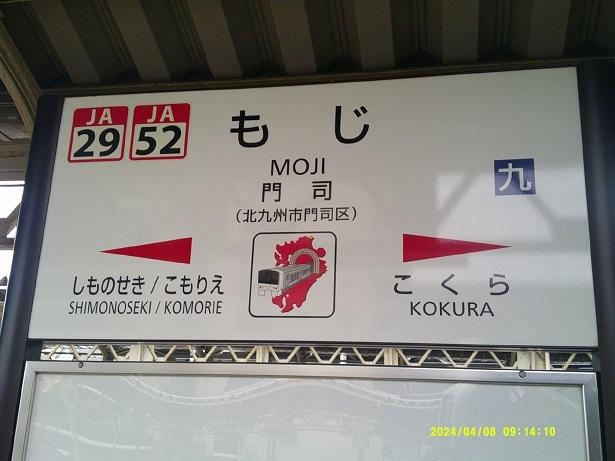 JA
29
JA
52
もじ
MOJI
門司
(北九州市門司区)
九
しものせき / こもりえ
SHIMONOSEKI / KOMORIE
こくら
KOKURA
2024/04/08 09:14:10